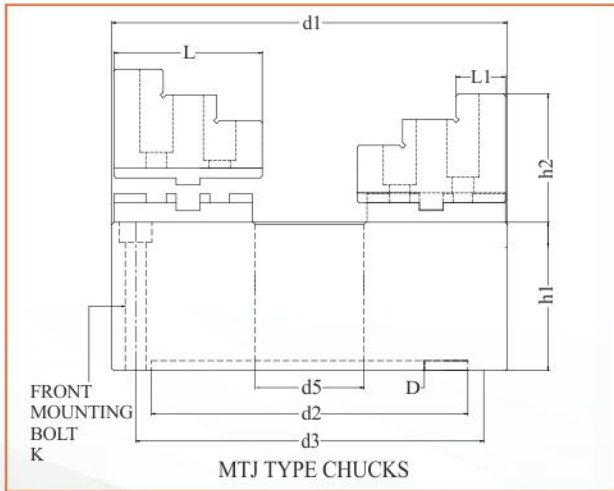 d1
L
L1
h2
h1
FRONT
MOUNTING
BOLT
K
d5
D
d2
d3
MTJ TYPE CHUCKS